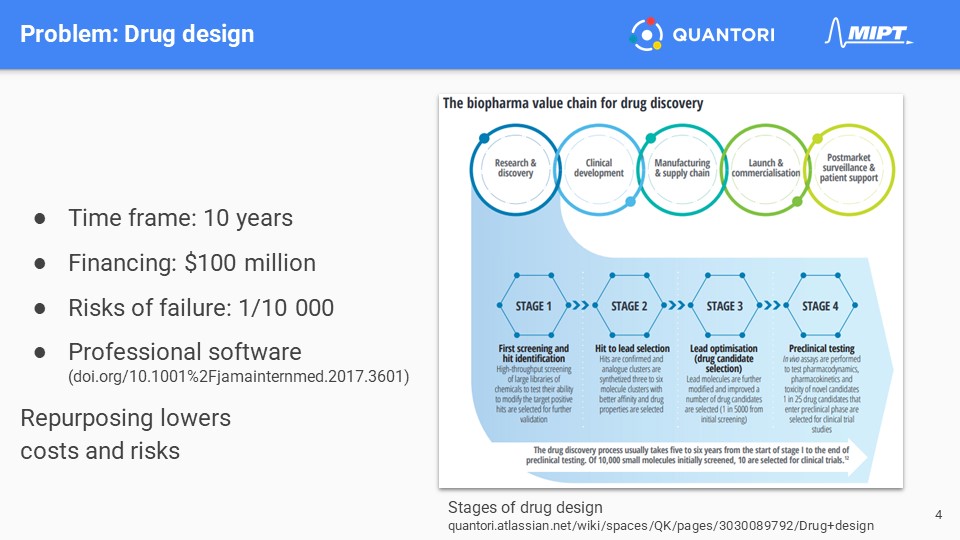 Problem: Drug design
QUANTORI
MIPT
● Time frame: 10 years
● Financing: $100 million
● Risks of failure: 1/10 000
● Professional software
(doi.org/10.1001%2Fjamainternmed.2017.3601)
Repurposing lowers
costs and risks
The biopharma value chain for drug discovery
Research &
discovery
Clinical
development
Manufacturing
& supply chain
Launch &
commercialisation
Postmarket
surveillance &
patient support
STAGE 1
STAGE 2
STAGE 3
STAGE 4
First screening and
hit identification
High-throughput screening
of large libraries of
chemicals to test their ability
to modify the target positive
hits are selected for further
validation
Hit to lead selection
Hits are confirmed and
analogue clusters are
synthetized three to six
molecule clusters with
better affinity and drug
properties are selected
Lead optimisation
(drug candidate
selection)
Lead molecules are further
modified and improved a
number of drug candidates
are selected (1 in 5000 from
initial screening)
Preclinical testing
In vivo assays are performed
to test pharmacodynamics,
pharmacokinetics and
toxicity of novel candidates
1 in 25 drug candidates that
enter preclinical phase are
selected for clinical trial
studies
The drug discovery process usually takes five to six years from the start of stage I to the end of
preclinical testing. Of 10,000 small molecules initially screened, 10 are selected for clinical trials.¹²
Stages of drug design
quantori.atlassian.net/wiki/spaces/QK/pages/3030089792/Drug+design
4